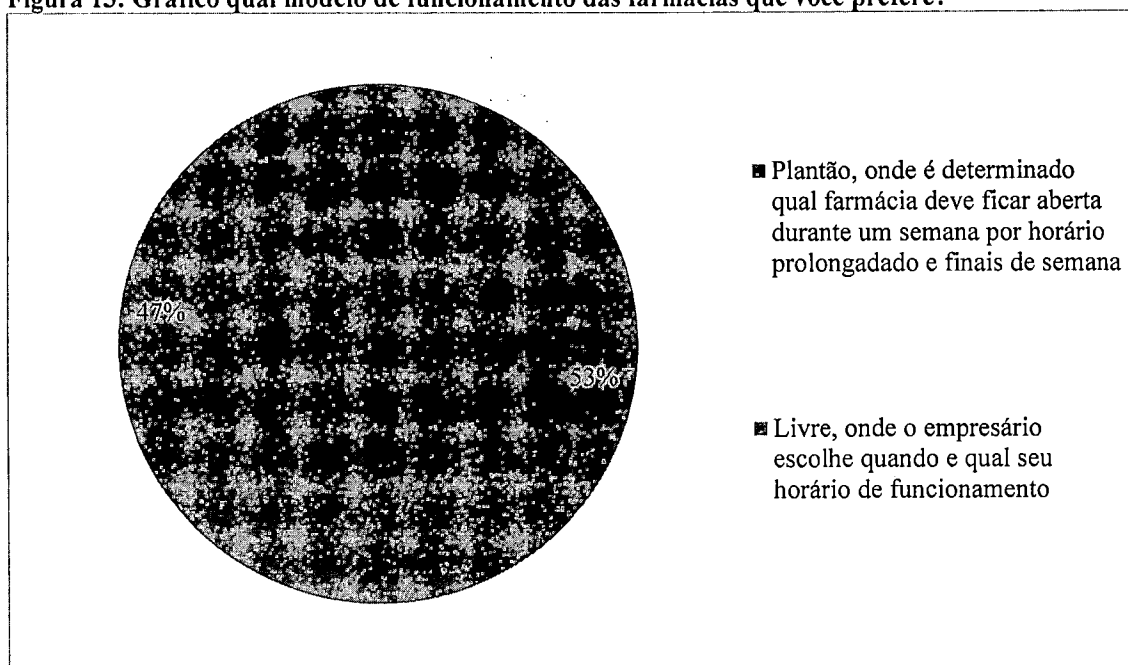 Figura 13: Gráfico qual modelo de funcionamento das farmácias que você prefere?
47%
53%
Plantão, onde é determinado
qual farmácia deve ficar aberta
durante um semana por horário
prolongadado e finais de semana
Livre, onde o empresário
escolhe quando e qual seu
horário de funcionamento